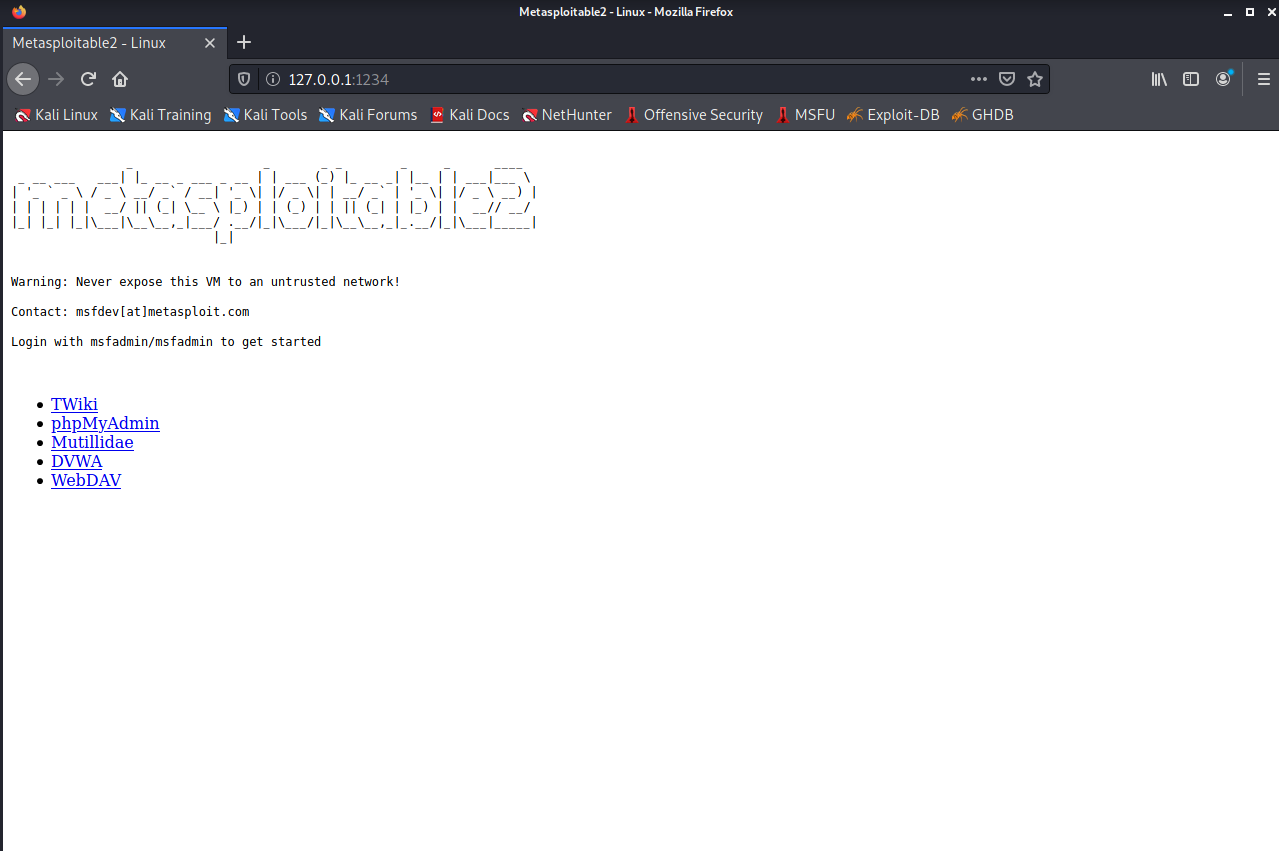 Metasploitable2 - Linux - Mozilla Firefox
Metasploitable2 - Linux
127.0.0.1:1234
Kali Linux Kali Training Kali Tools Kali Forums Kali Docs NetHunter Offensive Security MSFU Exploit-DB GHDB
metasploitable2
Warning: Never expose this VM to an untrusted network!
Contact: msfdev[at]metasploit.com
Login with msfadmin/msfadmin to get started
TWiki
phpMyAdmin
Mutillidae
DVWA
WebDAV